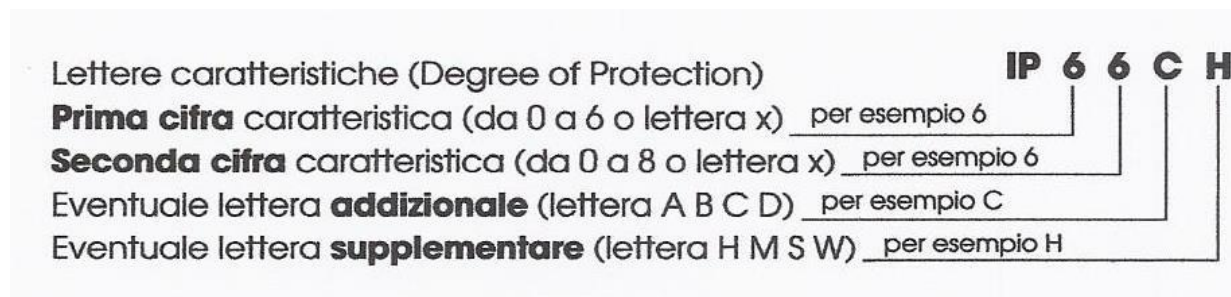 Lettere caratteristiche (Degree of Protection) IP 6 6 C H
Prima cifra caratteristica (da 0 a 6 o lettera x) per esempio 6
Seconda cifra caratteristica (da 0 a 8 o lettera x) per esempio 6
Eventuale lettera addizionale (lettera A B C D) per esempio C
Eventuale lettera supplementare (lettera H M S W) per esempio H